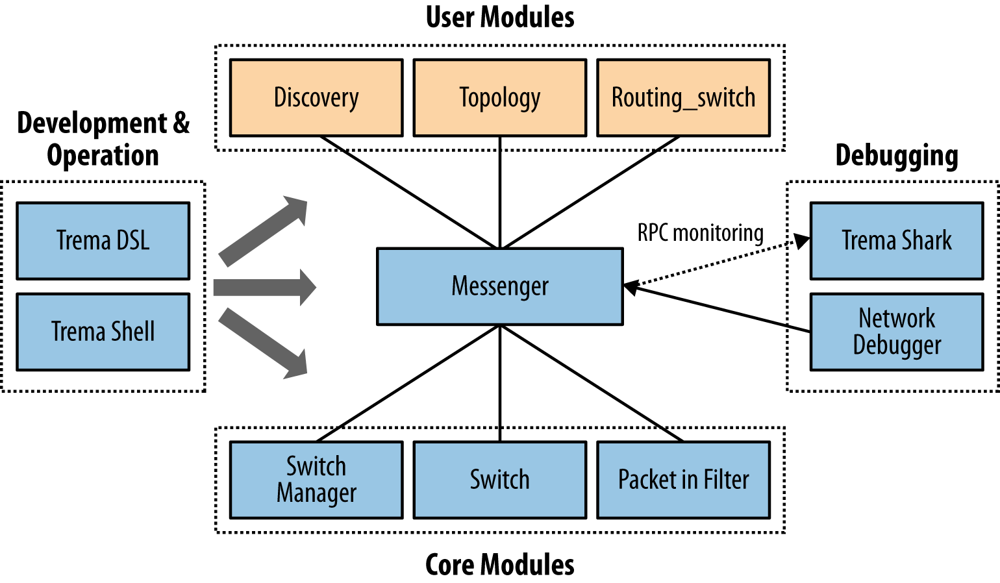 User Modules
Discovery
Topology
Routing_switch
Development &
Operation
Trema DSL
Trema Shell
Debugging
RPC monitoring
Trema Shark
Network
Debugger
Messenger
Switch
Manager
Switch
Packet in Filter
Core Modules